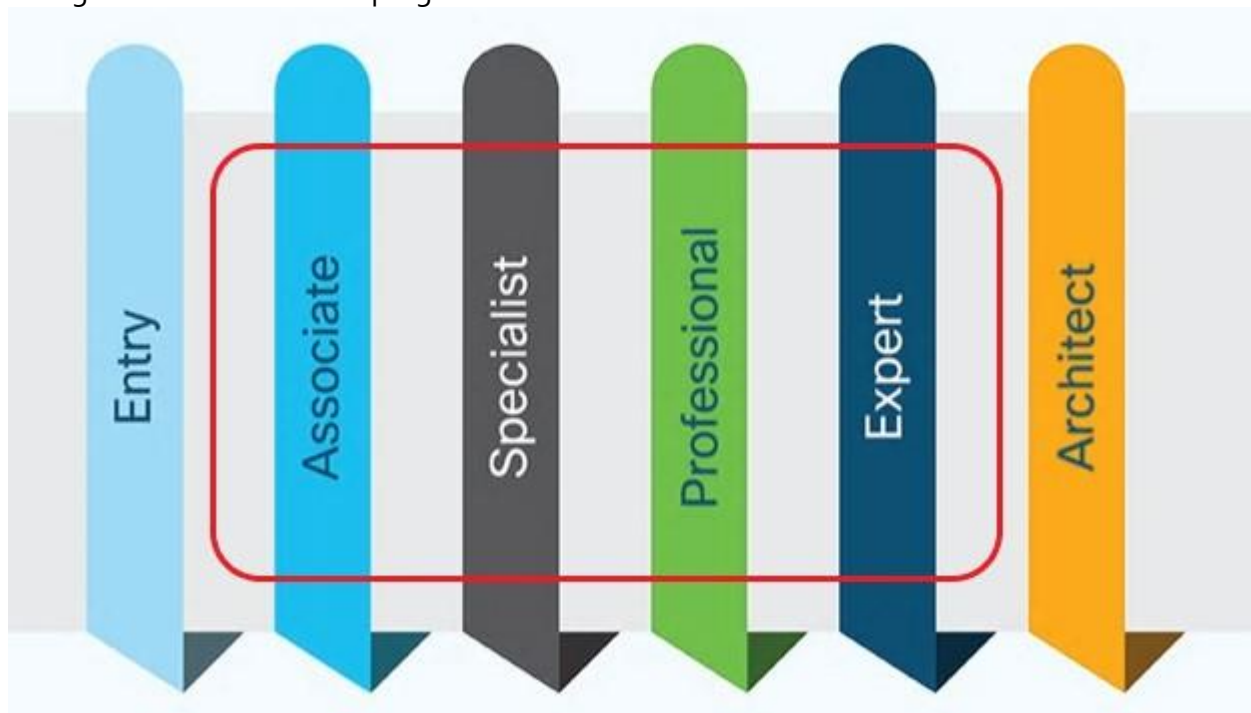 Entry
Associate
Specialist
Professional
Expert
Architect